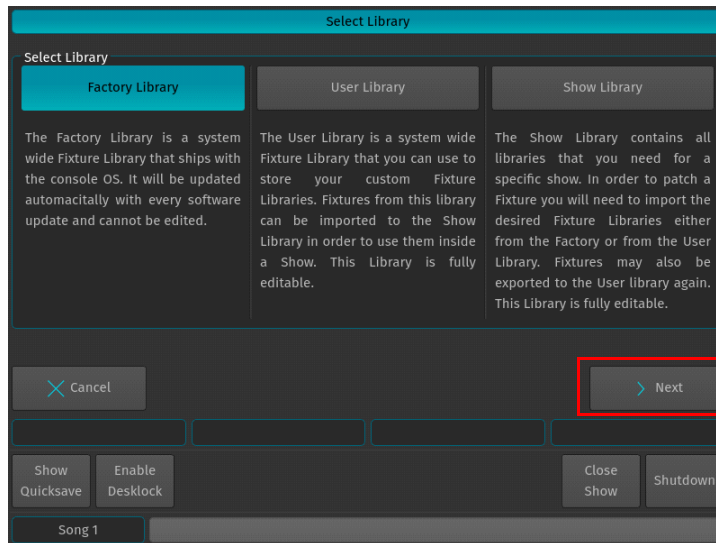 Select Library
Select Library
Factory Library
The Factory Library is a system
wide Fixture Library that ships with
the console OS. It will be updated
automacitally with every software
update and cannot be edited.
User Library
The User Library is a system wide
Fixture Library that you can use to
store your custom Fixture
Libraries. Fixtures from this library
can be imported to the Show
Library in order to use them inside
a Show. This Library is fully
editable.
Show Library
The Show Library contains all
libraries that you need for a
specific show. In order to patch a
Fixture you will need to import the
desired Fixture Libraries either
from the Factory or from the User
Library. Fixtures may also be
exported to the User library again.
This Library is fully editable.
Cancel
Next
Show
Quicksave
Enable
Desklock
Close
Show
Shutdown
Song 1